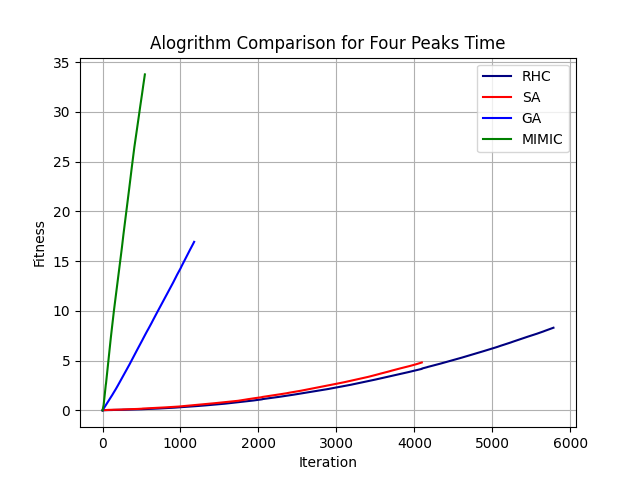 Alogrithm Comparison for Four Peaks Time
35
30
25
20
15
10
5
0
Fitness
RHC
SA
GA
MIMIC
0 1000 2000 3000 4000 5000 6000
Iteration